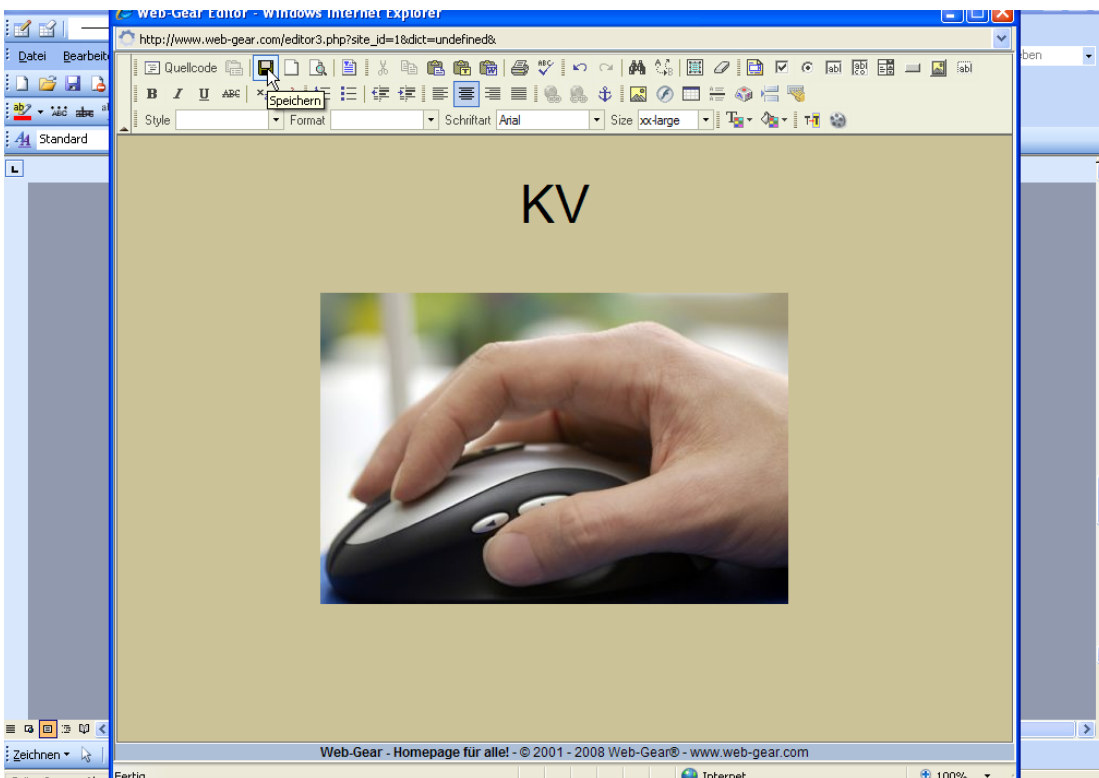 Web-Gear Editor - Windows Internet Explorer
http://www.web-gear.com/editor3.php?site_id=1&dict=undefined&
Datei Bearbeite
Quellcode
B I U ABC
Speichern
Style Format Schriftart Arial Size xx-large
Standard
KV
Web-Gear - Homepage für alle! - © 2001 - 2008 Web-Gear® - www.web-gear.com
Zeichnen
Fertig Internet 100%